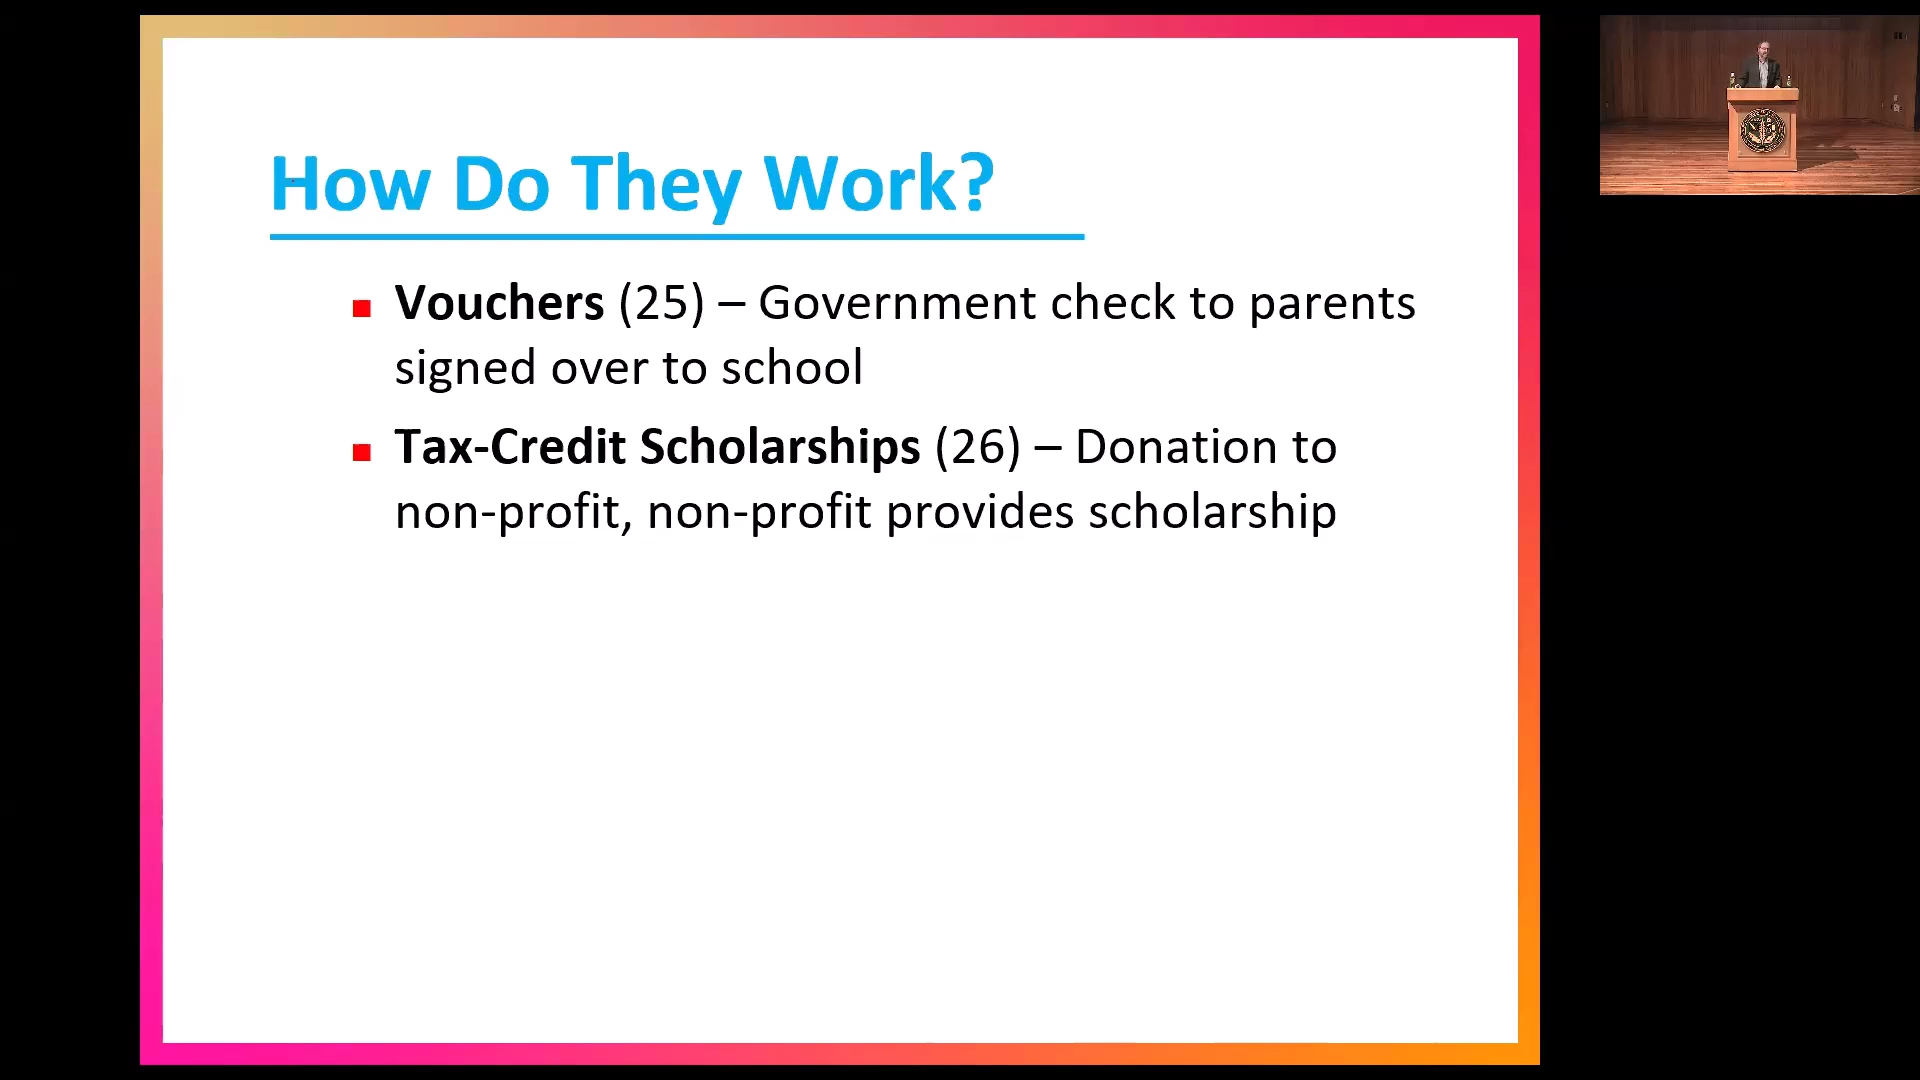 How Do They Work?
Vouchers (25) – Government check to parents
signed over to school
Tax-Credit Scholarships (26) – Donation to
non-profit, non-profit provides scholarship